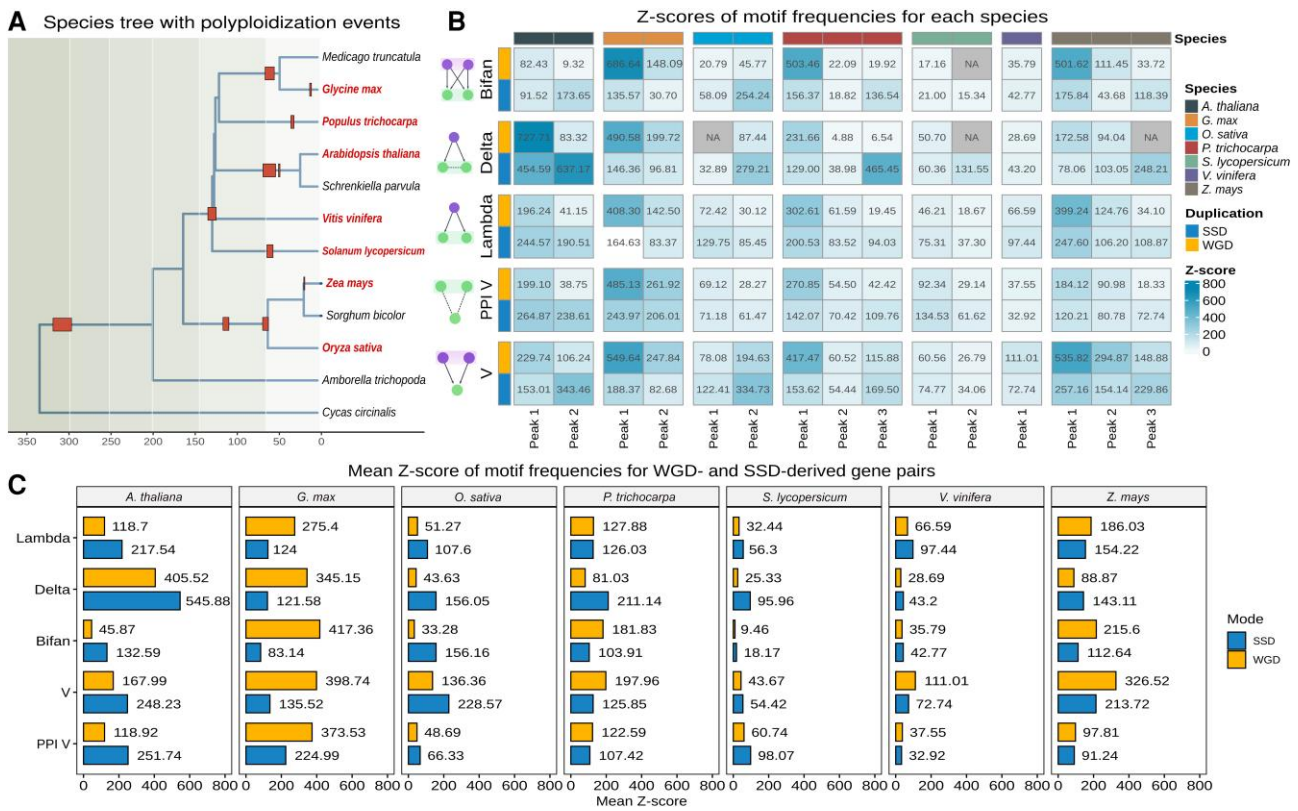 A Species tree with polyploidization events
Medicago truncatula
Glycine max
Populus trichocarpa
Arabidopsis thaliana
Schrenkiella parvula
Vitis vinifera
Solanum lycopersicum
Zea mays
Sorghum bicolor
Oryza sativa
Amborella trichopoda
Cycas circinalis
350 300 250 200 150 100 50 0
B Z-scores of motif frequencies for each species
Species
Bifan
82.43 9.32 686.64 148.09 20.79 45.77 503.46 22.09 19.92 17.16 NA 35.79 501.62 111.45 33.72
91.52 173.65 135.57 30.70 58.09 254.24 156.37 18.82 136.54 21.00 15.34 42.77 175.84 43.68 118.39
Delta
727.71 83.32 490.58 199.72 NA 87.44 231.66 4.88 6.54 50.70 NA 28.69 172.58 94.04 NA
454.59 637.17 146.36 96.81 32.89 279.21 129.00 38.98 465.45 60.36 131.55 43.20 78.06 103.05 248.21
Lambda
196.24 41.15 408.30 142.50 72.42 30.12 302.61 61.59 19.45 46.21 18.67 66.59 399.24 124.76 34.10
244.57 190.51 164.63 83.37 129.75 85.45 200.53 83.52 94.03 75.31 37.30 97.44 247.60 106.20 108.87
PPI V
199.10 38.75 485.13 261.92 69.12 28.27 270.85 54.50 42.42 92.34 29.14 37.55 184.12 90.98 18.33
264.87 238.61 243.97 206.01 71.18 61.47 142.07 70.42 109.76 134.53 61.62 32.92 120.21 80.78 72.74
V
229.74 106.24 549.64 247.84 78.08 194.63 417.47 60.52 115.88 60.56 26.79 111.01 535.82 294.87 148.88
153.01 343.46 188.37 82.68 122.41 334.73 153.62 54.44 169.50 74.77 34.06 72.74 257.16 154.14 229.86
Peak 1 Peak 2 Peak 1 Peak 2 Peak 1 Peak 2 Peak 1 Peak 2 Peak 3 Peak 1 Peak 2 Peak 1 Peak 1 Peak 2 Peak 3
Species
A. thaliana
G. max
O. sativa
P. trichocarpa
S. lycopersicum
V. vinifera
Z. mays
Duplication
SSD
WGD
Z-score
800
600
400
200
0
C Mean Z-score of motif frequencies for WGD- and SSD-derived gene pairs
A. thaliana G. max O. sativa P. trichocarpa S. lycopersicum V. vinifera Z. mays
Lambda
118.7 275.4 51.27 127.88 32.44 66.59 186.03
217.54 124 107.6 126.03 56.3 97.44 154.22
Delta
405.52 345.15 43.63 81.03 25.33 28.69 88.87
545.88 121.58 156.05 211.14 95.96 43.2 143.11
Bifan
45.87 417.36 33.28 181.83 9.46 35.79 215.6
132.59 83.14 156.16 103.91 18.17 42.77 112.64
V
167.99 398.74 136.36 197.96 43.67 111.01 326.52
248.23 135.52 228.57 125.85 54.42 72.74 213.72
PPI V
118.92 373.53 48.69 122.59 60.74 37.55 97.81
251.74 224.99 66.33 107.42 98.07 32.92 91.24
0 200 400 600 800 0 200 400 600 800 0 200 400 600 800 0 200 400 600 800 0 200 400 600 800 0 200 400 600 800 0 200 400 600 800
Mean Z-score
Mode
SSD
WGD